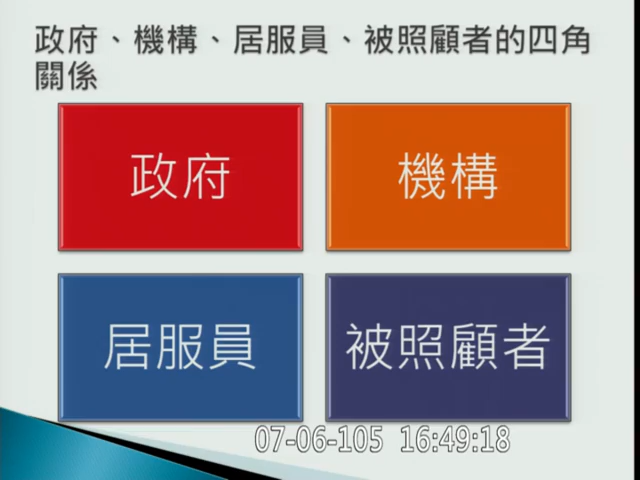 政府、機構、居服員、被照顧者的四角
關係
政府
機構
居服員
被照顧者
07-06-105 16:49:18